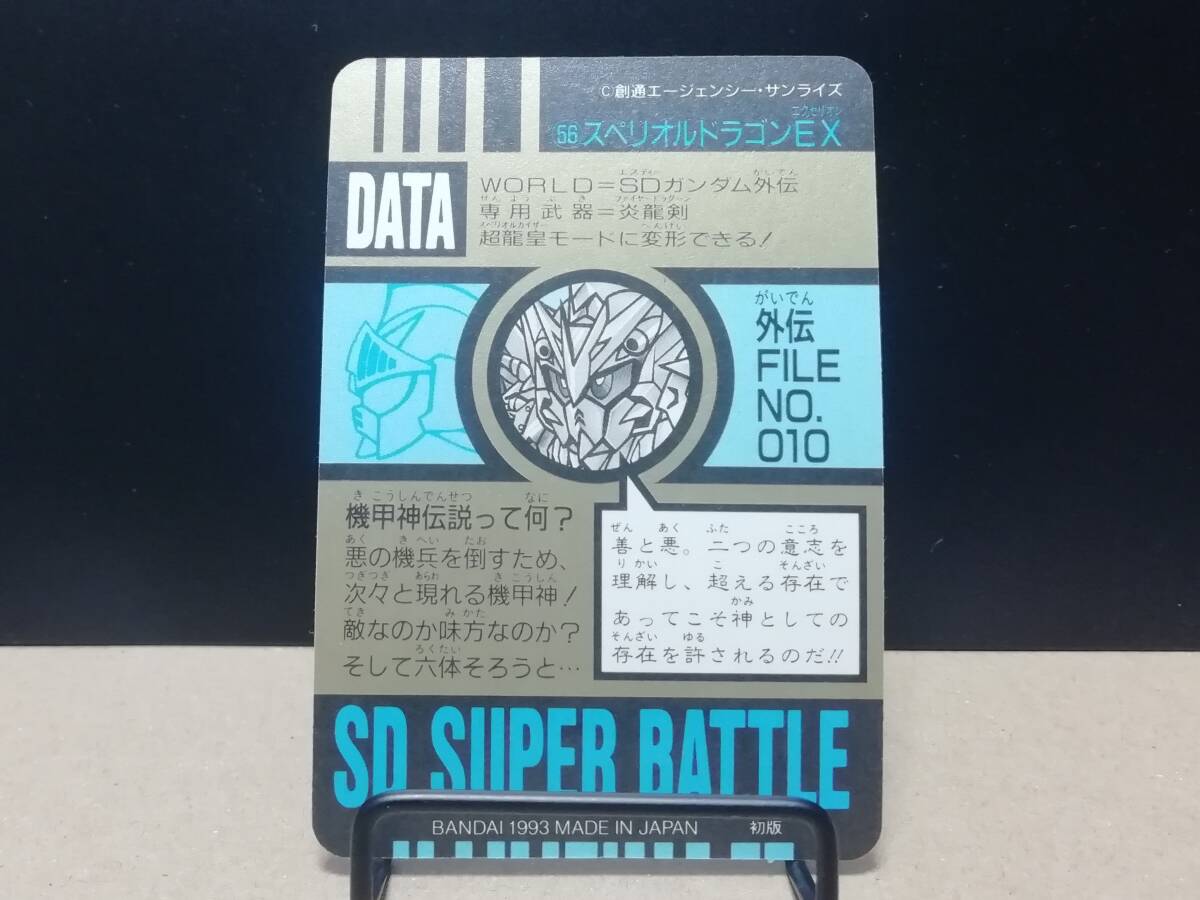 ©創通エージェンシー・サンライズ
エクセリオン
56スペリオルドラゴンEX
DATA
エスディー がいでん
WORLD=SDガンダム外伝
せんようぶき ファイヤードラグーン
専用武器=炎龍剣
スペリオルカイザー へんけい
超龍皇モードに変形できる!
がいでん
外伝
FILE
NO.
010
きこうしんでんせつ なに
機甲神伝説って何?
あく きへい たお
悪の機兵を倒すため、
つぎつぎ あらわ きこうしん
次々と現れる機甲神!
てき みかた
敵なのか味方なのか?
ろくたい
そして六体そろうと…
ぜん あく ふた こころ
善と悪。二つの意志を
りかい こ そんざい
理解し、超える存在で
かみ
あってこそ神としての
そんざい ゆる
存在を許されるのだ!!
SD SUPER BATTLE
BANDAI 1993 MADE IN JAPAN 初版